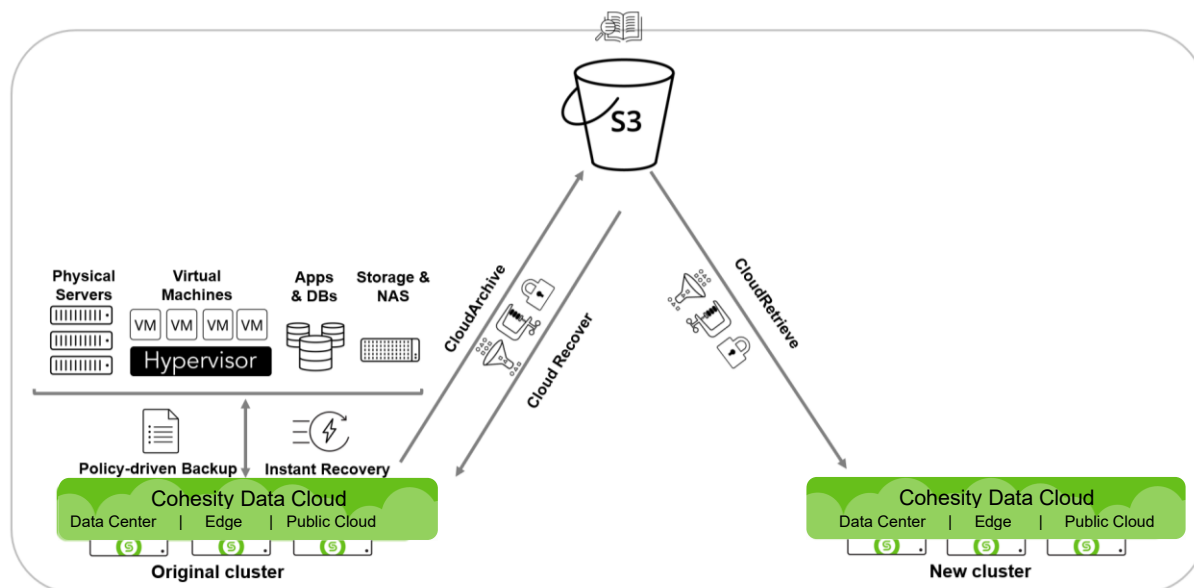 S3
Physical
Servers
Virtual
Machines
VM VM VM VM
Hypervisor
Apps
& DBs
Storage &
NAS
CloudArchive
Cloud Recover
CloudRetrieve
Policy-driven Backup
Instant Recovery
Cohesity Data Cloud
Data Center | Edge | Public Cloud
Original cluster
Cohesity Data Cloud
Data Center | Edge | Public Cloud
New cluster